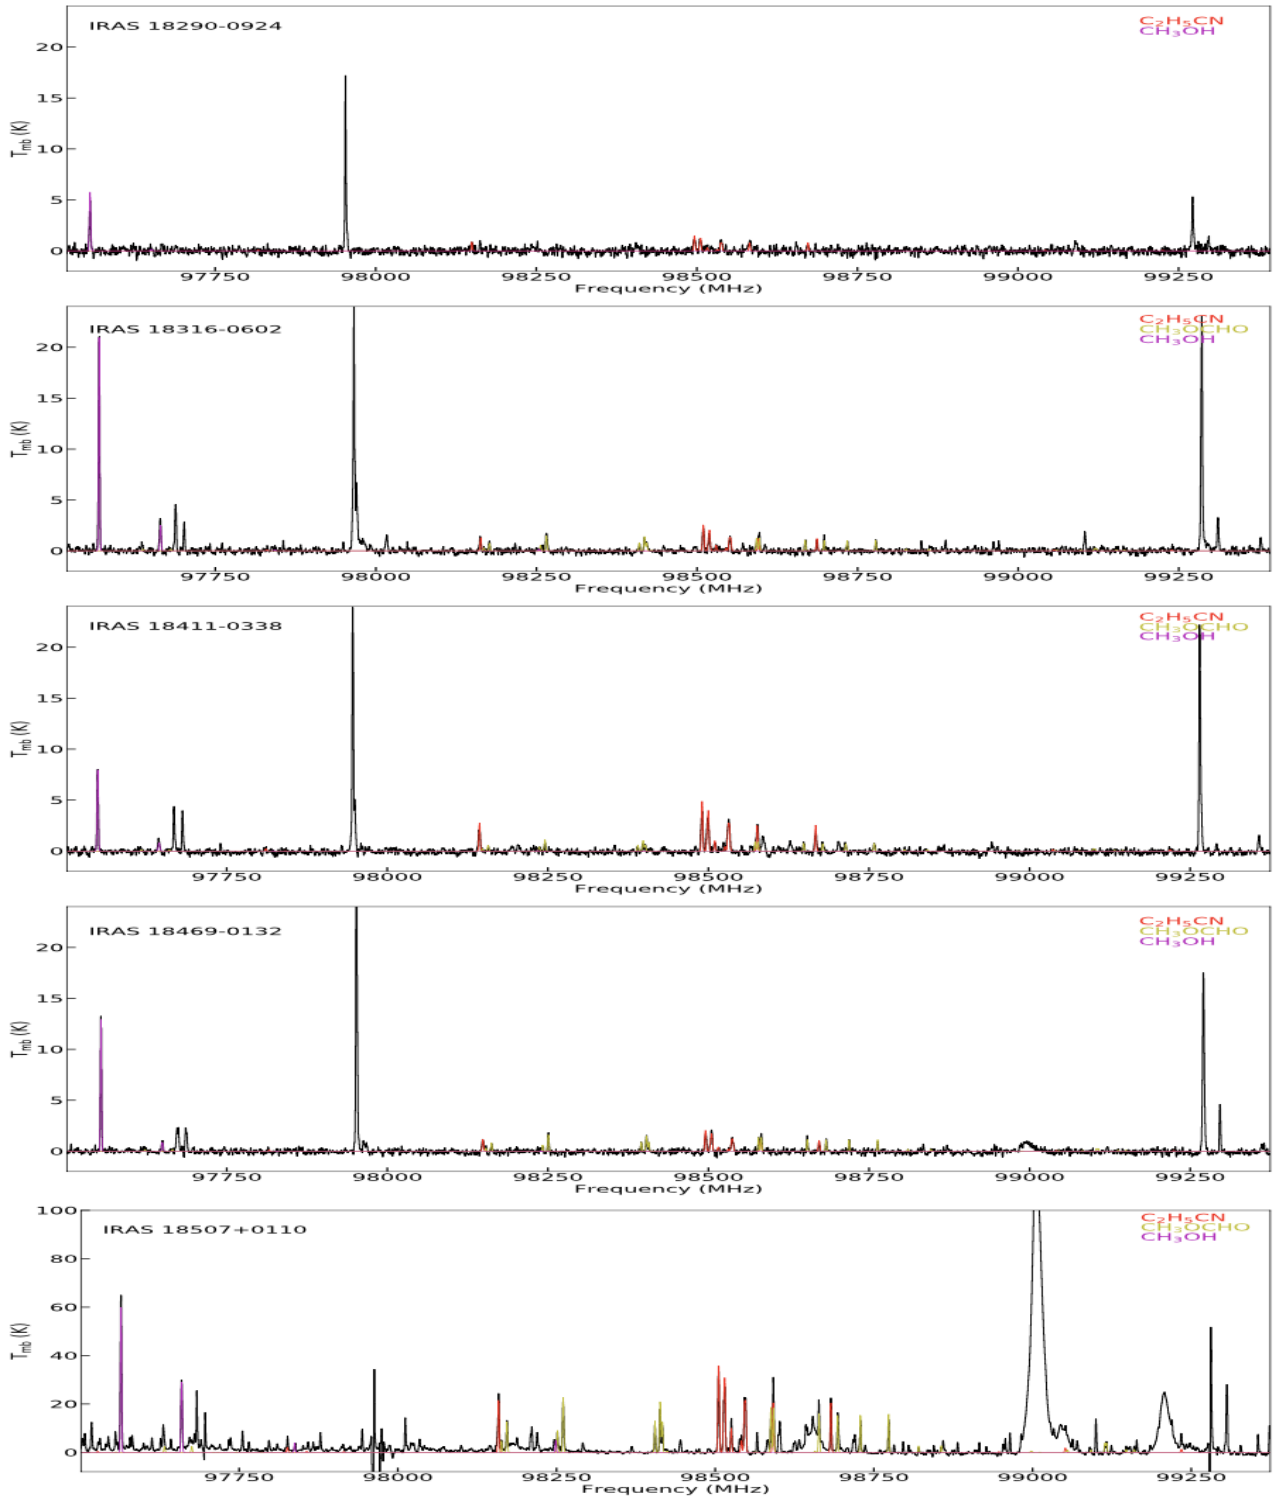 IRAS 18290-0924
C₂H₅CN
CH₃OH
20
15
10
5
0
T_mb (K)
97750 98000 98250 98500 98750 99000 99250
Frequency (MHz)
IRAS 18316-0602
C₂H₅CN
CH₃OCHO
CH₃OH
20
15
10
5
0
T_mb (K)
97750 98000 98250 98500 98750 99000 99250
Frequency (MHz)
IRAS 18411-0338
C₂H₅CN
CH₃OCHO
CH₃OH
20
15
10
5
0
T_mb (K)
97750 98000 98250 98500 98750 99000 99250
Frequency (MHz)
IRAS 18469-0132
C₂H₅CN
CH₃OCHO
CH₃OH
20
15
10
5
0
T_mb (K)
97750 98000 98250 98500 98750 99000 99250
Frequency (MHz)
IRAS 18507+0110
C₂H₅CN
CH₃OCHO
CH₃OH
100
80
60
40
20
0
T_mb (K)
97750 98000 98250 98500 98750 99000 99250
Frequency (MHz)